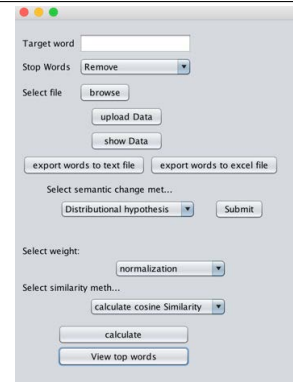 Target word
Stop Words Remove
Select file browse
upload Data
show Data
export words to text file export words to excel file
Select semantic change met...
Distributional hypothesis Submit
Select weight:
normalization
Select similarity meth...
calculate cosine Similarity
calculate
View top words